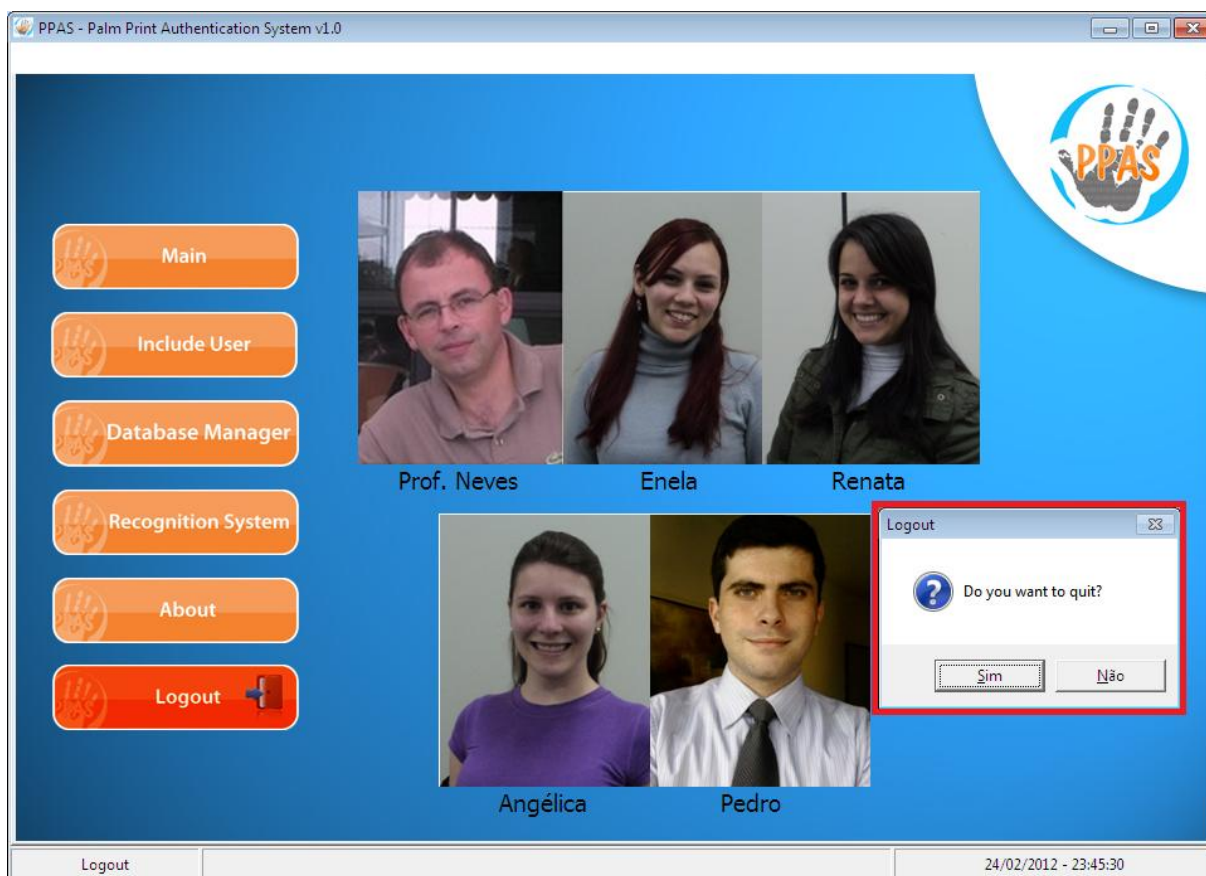 PPAS - Palm Print Authentication System v1.0
PPAS
Main
Include User
Database Manager
Recognition System
About
Logout
Prof. Neves
Enela
Renata
Angélica
Pedro
Logout
Do you want to quit?
Sim
Não
Logout
24/02/2012 - 23:45:30